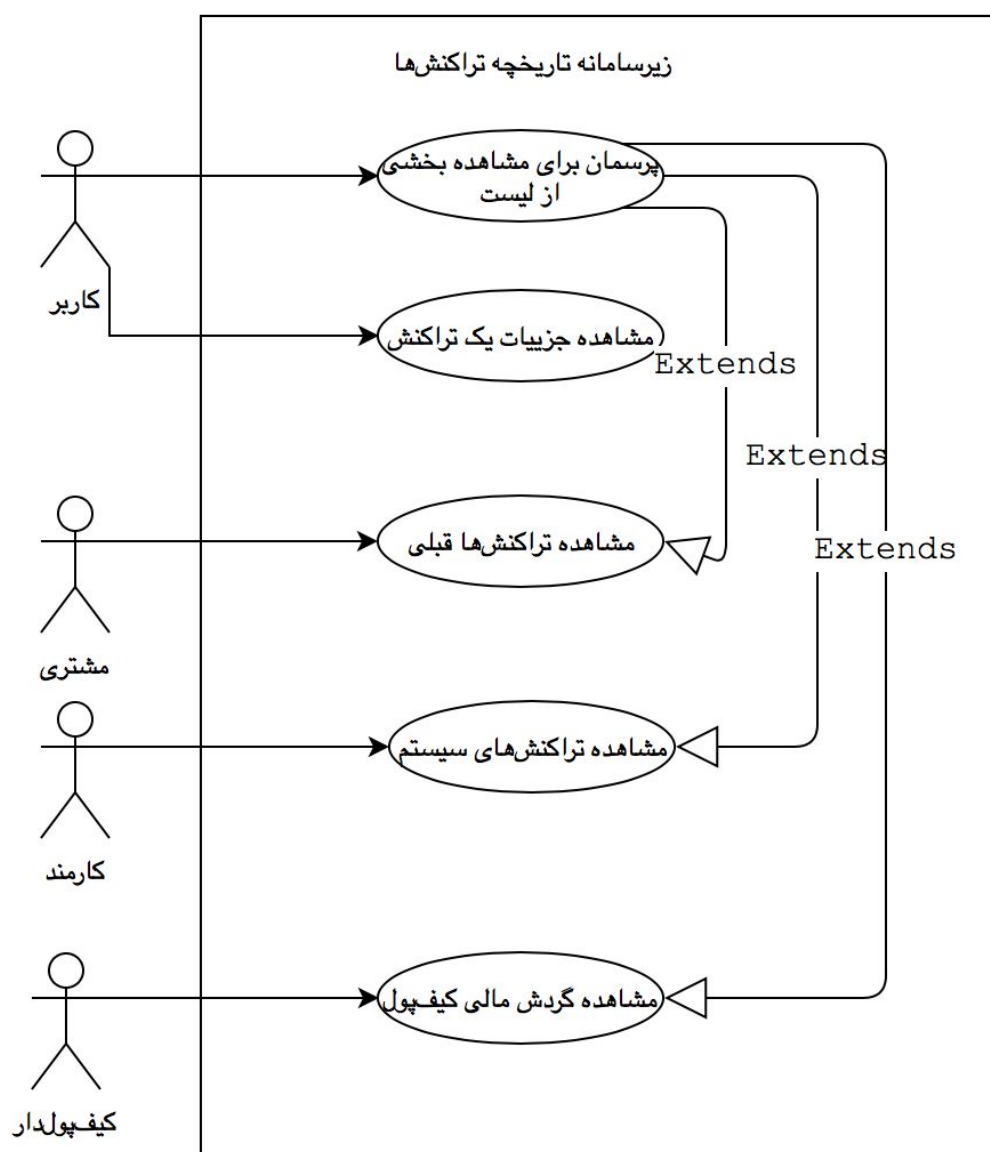 زیرسامانه تاریخچه تراکنش‌ها
پرسمان برای مشاهده بخشی
از لیست
کاربر
مشاهده جزییات یک تراکنش
Extends
Extends
مشاهده تراکنش‌ها قبلی
Extends
مشتری
مشاهده تراکنش‌های سیستم
کارمند
مشاهده گردش مالی کیف‌پول
کیف‌پول‌دار